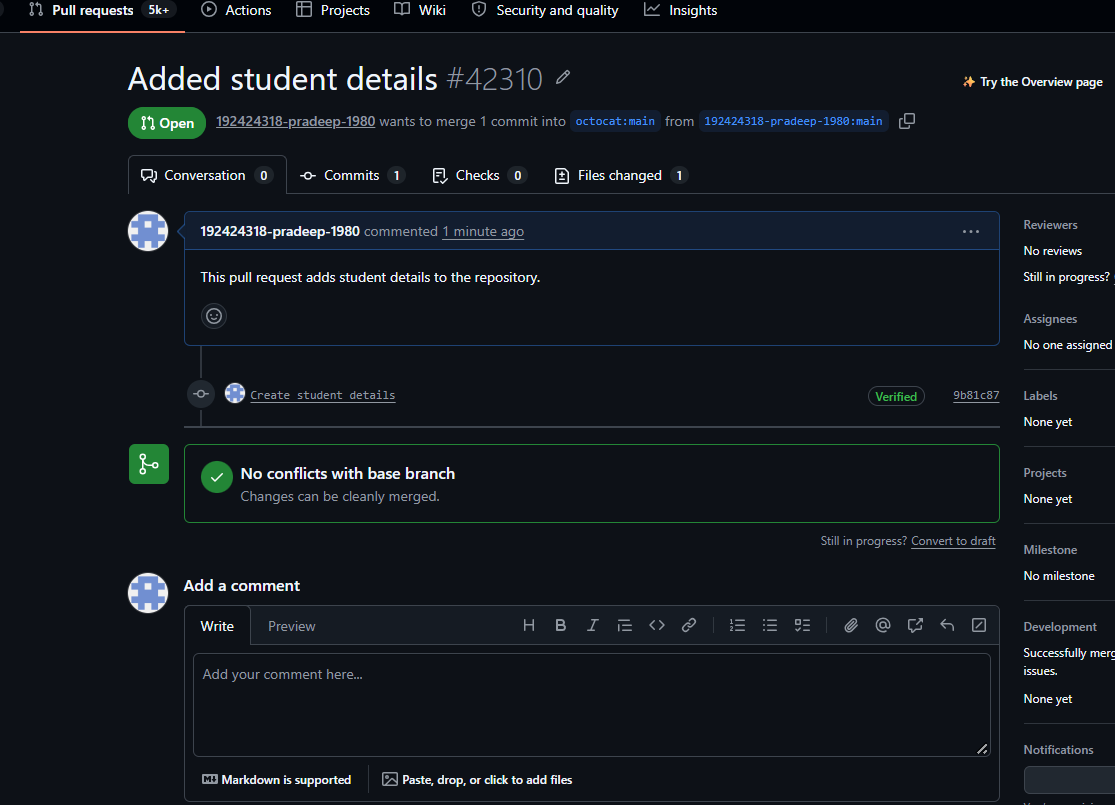 Pull requests 5k+ Actions Projects Wiki Security and quality Insights
Added student details #42310
Try the Overview page
Open 192424318-pradeep-1980 wants to merge 1 commit into octocat:main from 192424318-pradeep-1980:main
Conversation 0 Commits 1 Checks 0 Files changed 1
192424318-pradeep-1980 commented 1 minute ago
This pull request adds student details to the repository.
Create student details Verified 9b81c87
No conflicts with base branch
Changes can be cleanly merged.
Still in progress? Convert to draft
Add a comment
Write Preview
Add your comment here...
Markdown is supported Paste, drop, or click to add files
Reviewers
No reviews
Still in progress?
Assignees
No one assigned
Labels
None yet
Projects
None yet
Milestone
No milestone
Development
Successfully merg
issues.
None yet
Notifications